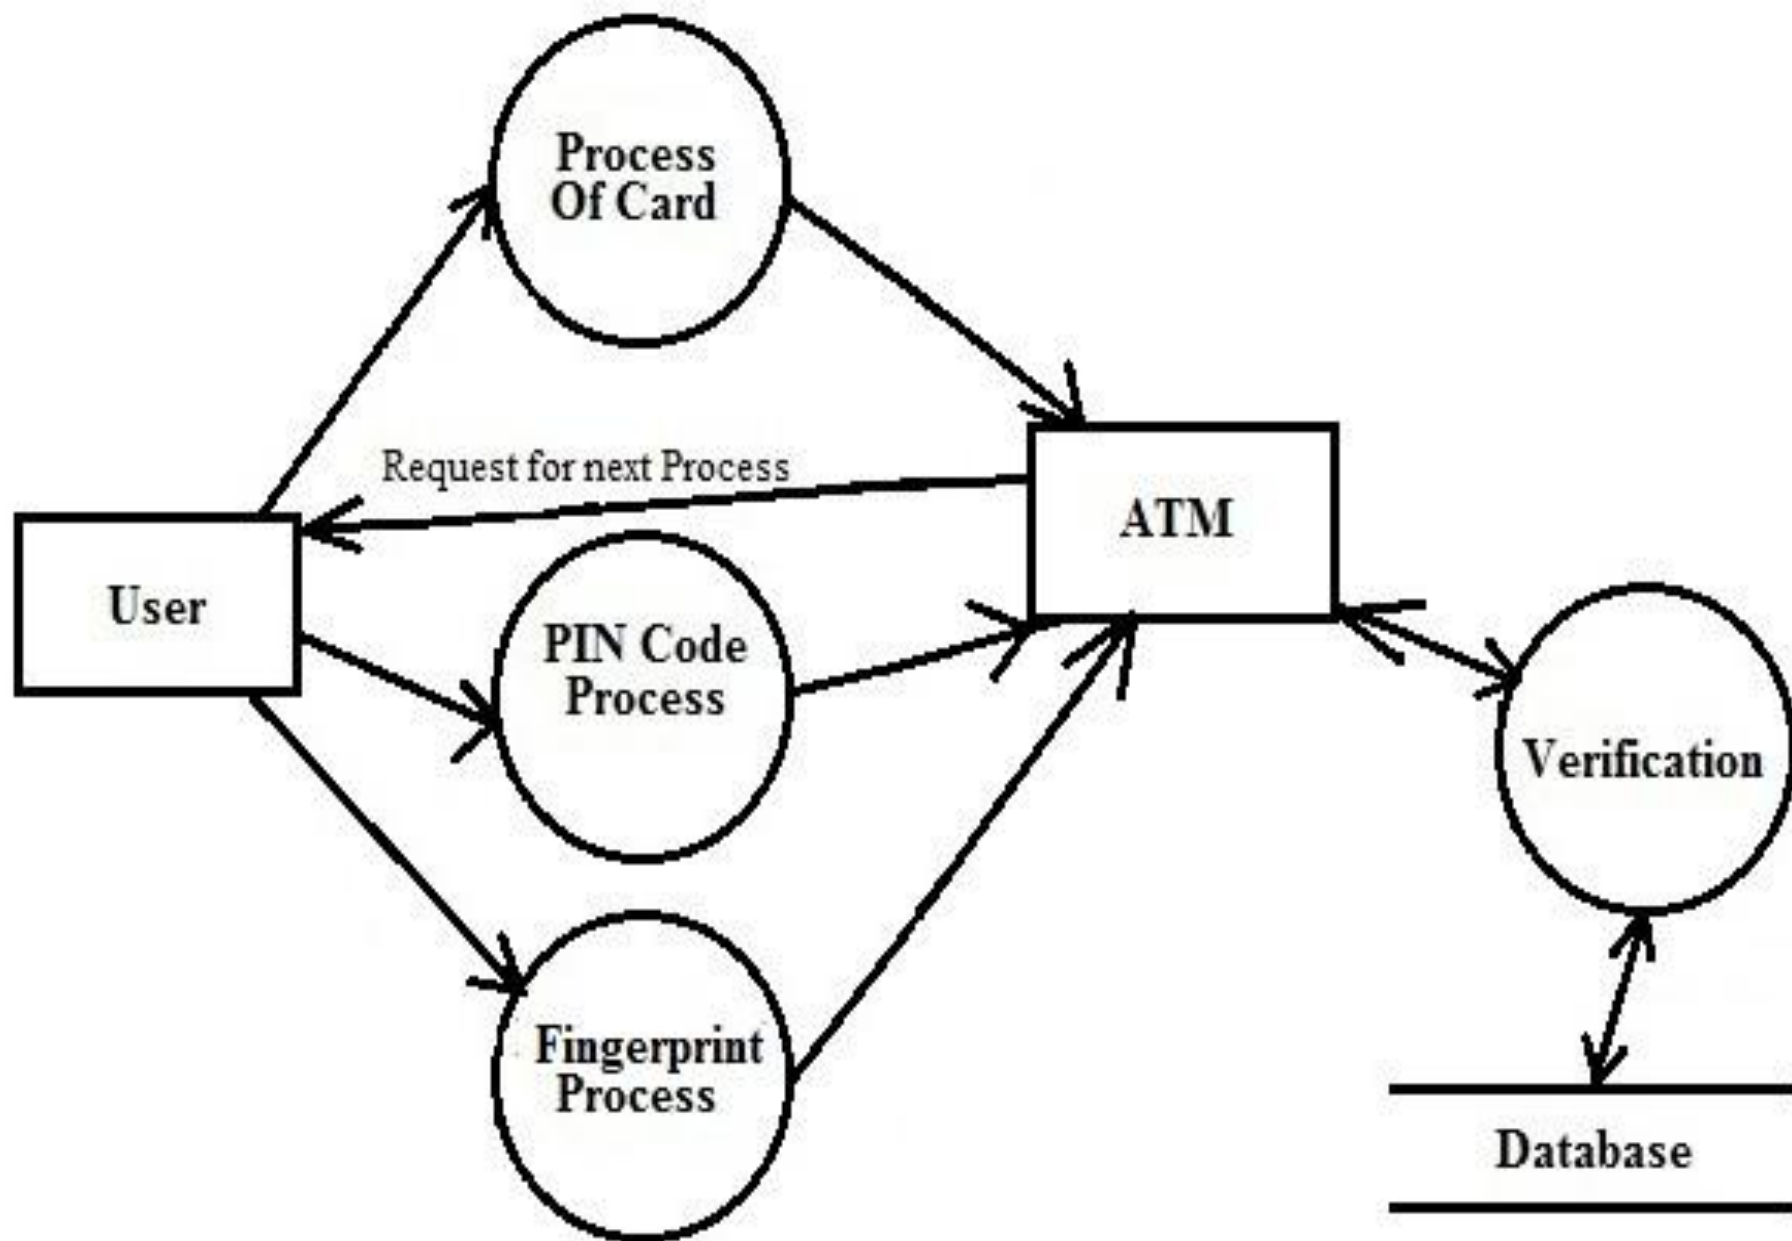 Process
Of Card
Request for next Process
ATM
User
PIN Code
Process
Verification
Fingerprint
Process
Database